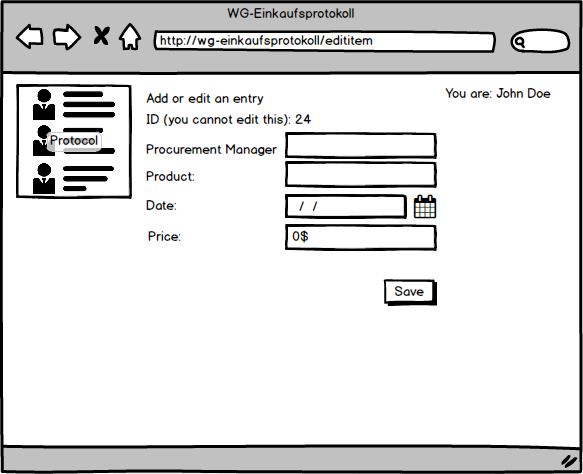 WG-Einkaufsprotokoll
http://wg-einkaufsprotokoll/edititem
You are: John Doe
Add or edit an entry
ID (you cannot edit this): 24
Protocol
Procurement Manager
Product:
Date: / /
Price: 0$
Save